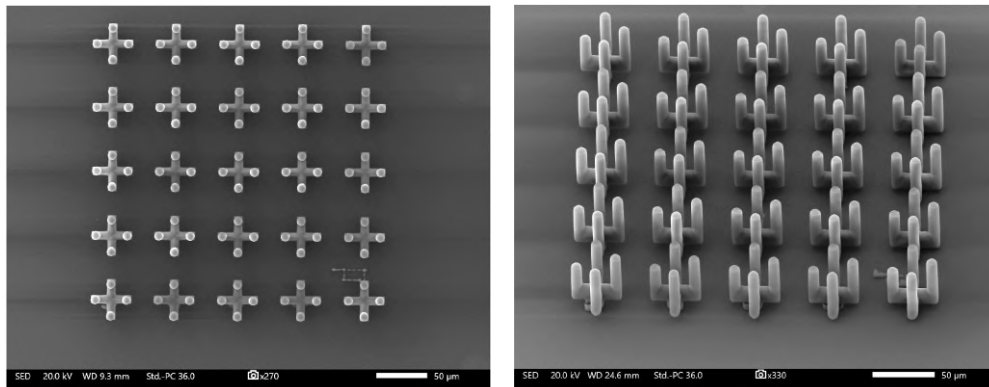 SED 20.0 kV WD 9.3 mm Std.-PC 36.0 x270 50 µm
SED 20.0 kV WD 24.6 mm Std.-PC 36.0 x330 50 µm